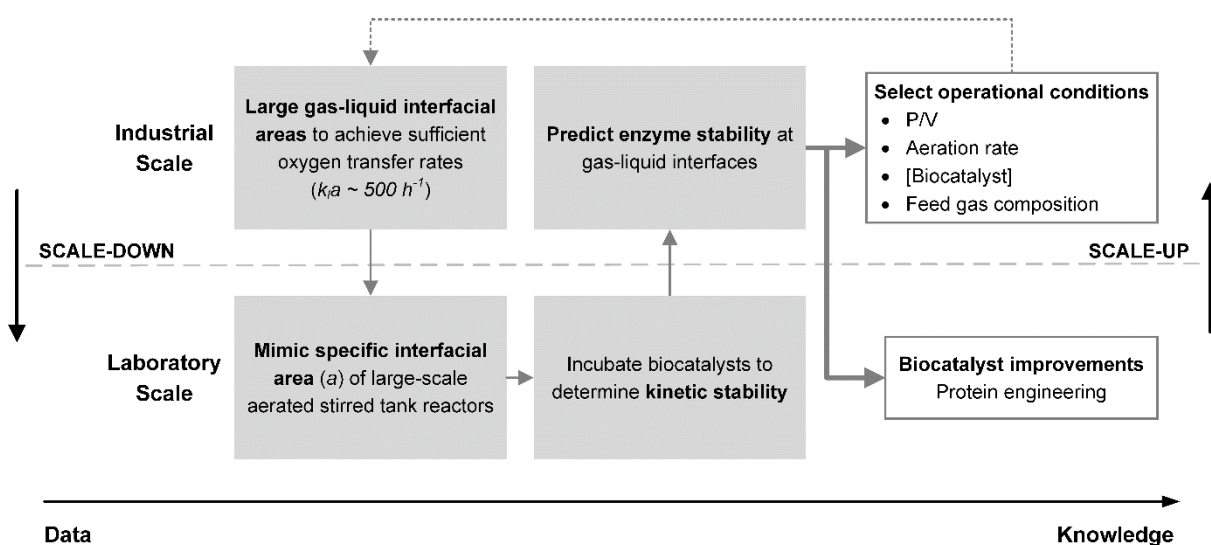 Industrial
Scale
Large gas-liquid interfacial
areas to achieve sufficient
oxygen transfer rates
(kₗa ~ 500 h⁻¹)
Predict enzyme stability at
gas-liquid interfaces
Select operational conditions
• P/V
• Aeration rate
• [Biocatalyst]
• Feed gas composition
SCALE-DOWN
SCALE-UP
Laboratory
Scale
Mimic specific interfacial
area (a) of large-scale
aerated stirred tank reactors
Incubate biocatalysts to
determine kinetic stability
Biocatalyst improvements
Protein engineering
Data
Knowledge